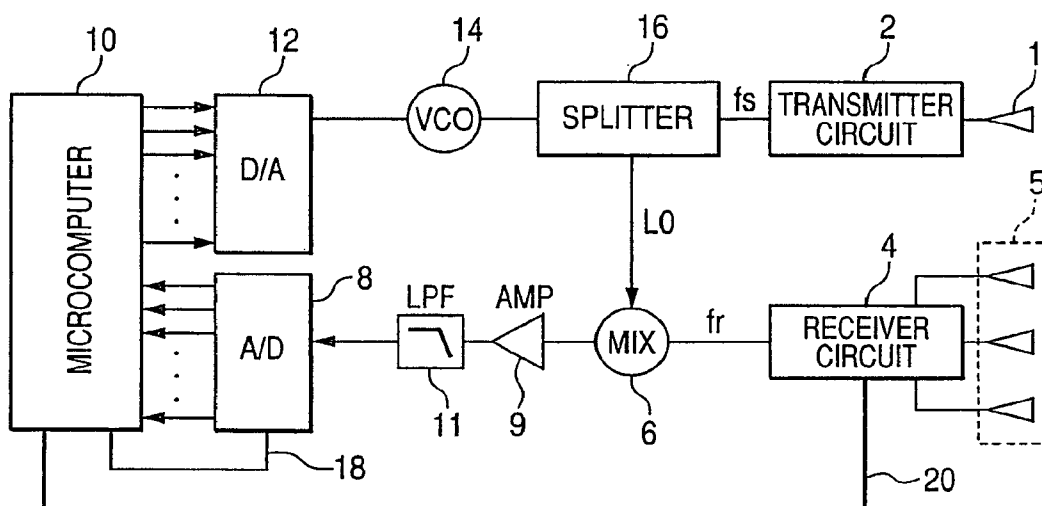 10
12
14
16
2
1
MICROCOMPUTER
D/A
VCO
SPLITTER
fs
TRANSMITTER
CIRCUIT
5
L0
8
4
LPF
AMP
A/D
MIX
fr
RECEIVER
CIRCUIT
11
9
6
18
20